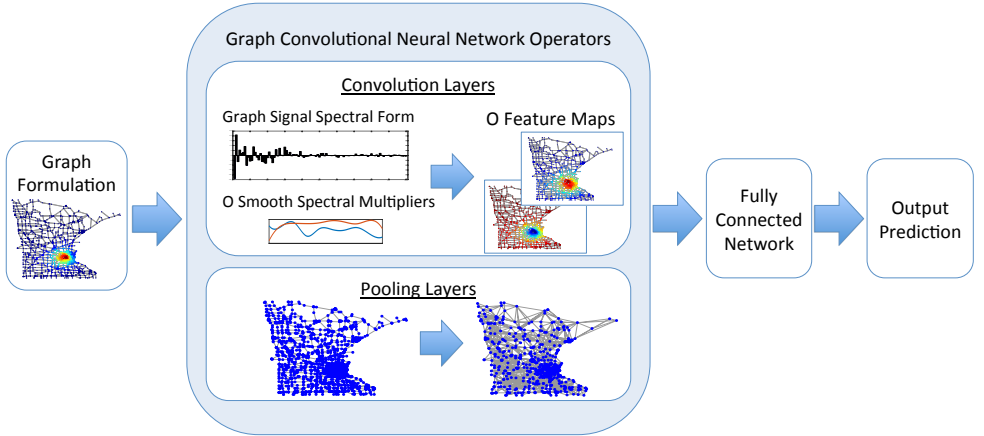 Graph Convolutional Neural Network Operators
Convolution Layers
Graph Signal Spectral Form
O Feature Maps
O Smooth Spectral Multipliers
Graph
Formulation
Pooling Layers
Fully
Connected
Network
Output
Prediction